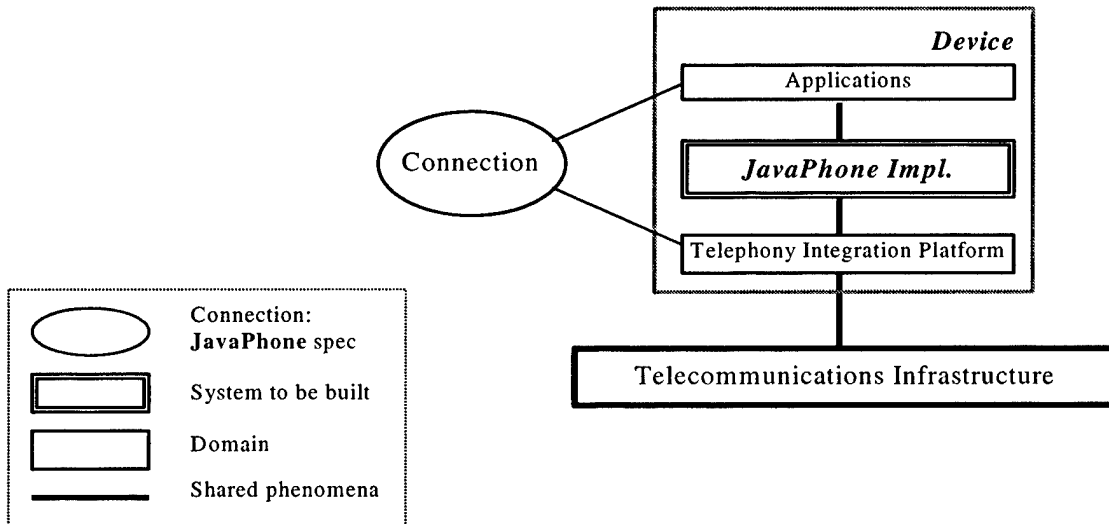 Device
Applications
Connection
JavaPhone Impl.
Telephony Integration Platform
Telecommunications Infrastructure
Connection:
JavaPhone spec
System to be built
Domain
Shared phenomena